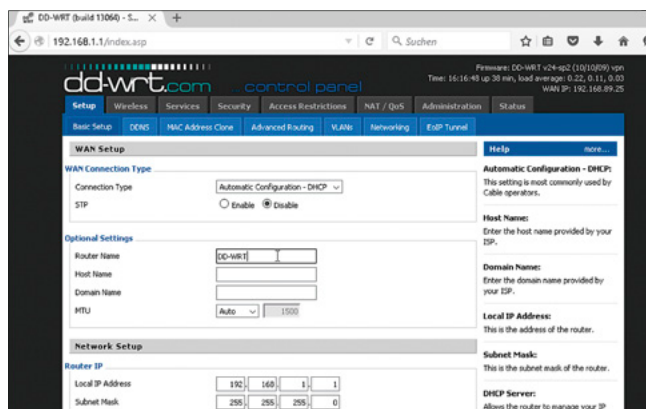 DD-WRT (build 13064) - S...
192.168.1.1/index.asp
Suchen
dd-wrt.com ... control panel
Firmware: DD-WRT v24-sp2 (10/10/09) vpn
Time: 16:16:48 up 38 min, load average: 0.22, 0.11, 0.03
WAN IP: 192.168.89.25
Setup Wireless Services Security Access Restrictions NAT / QoS Administration Status
Basic Setup DDNS MAC Address Clone Advanced Routing VLANs Networking EoIP Tunnel
WAN Setup
WAN Connection Type
Connection Type Automatic Configuration - DHCP
STP Enable Disable
Optional Settings
Router Name DD-WRT
Host Name
Domain Name
MTU Auto 1500
Network Setup
Router IP
Local IP Address 192. 168. 1. 1
Subnet Mask 255. 255. 255. 0
Help more...
Automatic Configuration - DHCP:
This setting is most commonly used by
Cable operators.
Host Name:
Enter the host name provided by your
ISP.
Domain Name:
Enter the domain name provided by
your ISP.
Local IP Address:
This is the address of the router.
Subnet Mask:
This is the subnet mask of the router.
DHCP Server:
Allows the router to manage your IP